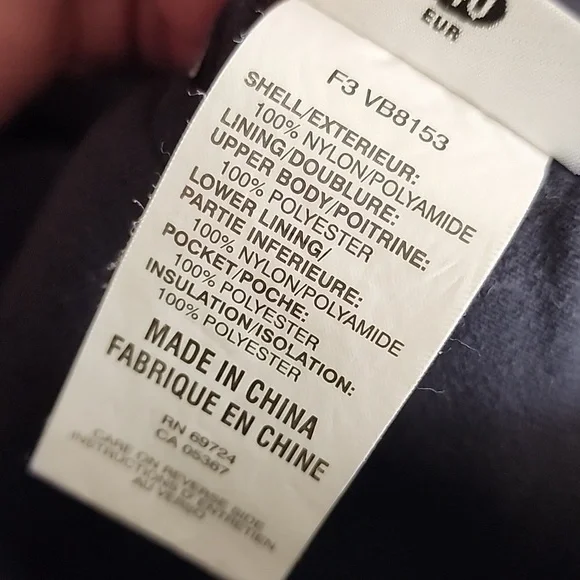 EUR
F3 VB8153
SHELL/EXTERIEUR:
100% NYLON/POLYAMIDE
LINING/DOUBLURE:
UPPER BODY/POITRINE:
100% POLYESTER
LOWER LINING/
PARTIE INFERIEURE:
100% NYLON/POLYAMIDE
POCKET/POCHE:
100% POLYESTER
INSULATION/ISOLATION:
100% POLYESTER
MADE IN CHINA
FABRIQUE EN CHINE
RN 69724
CA 05367
CARE ON REVERSE SIDE
INSTRUCTIONS D'ENTRETIEN
AU VERSO